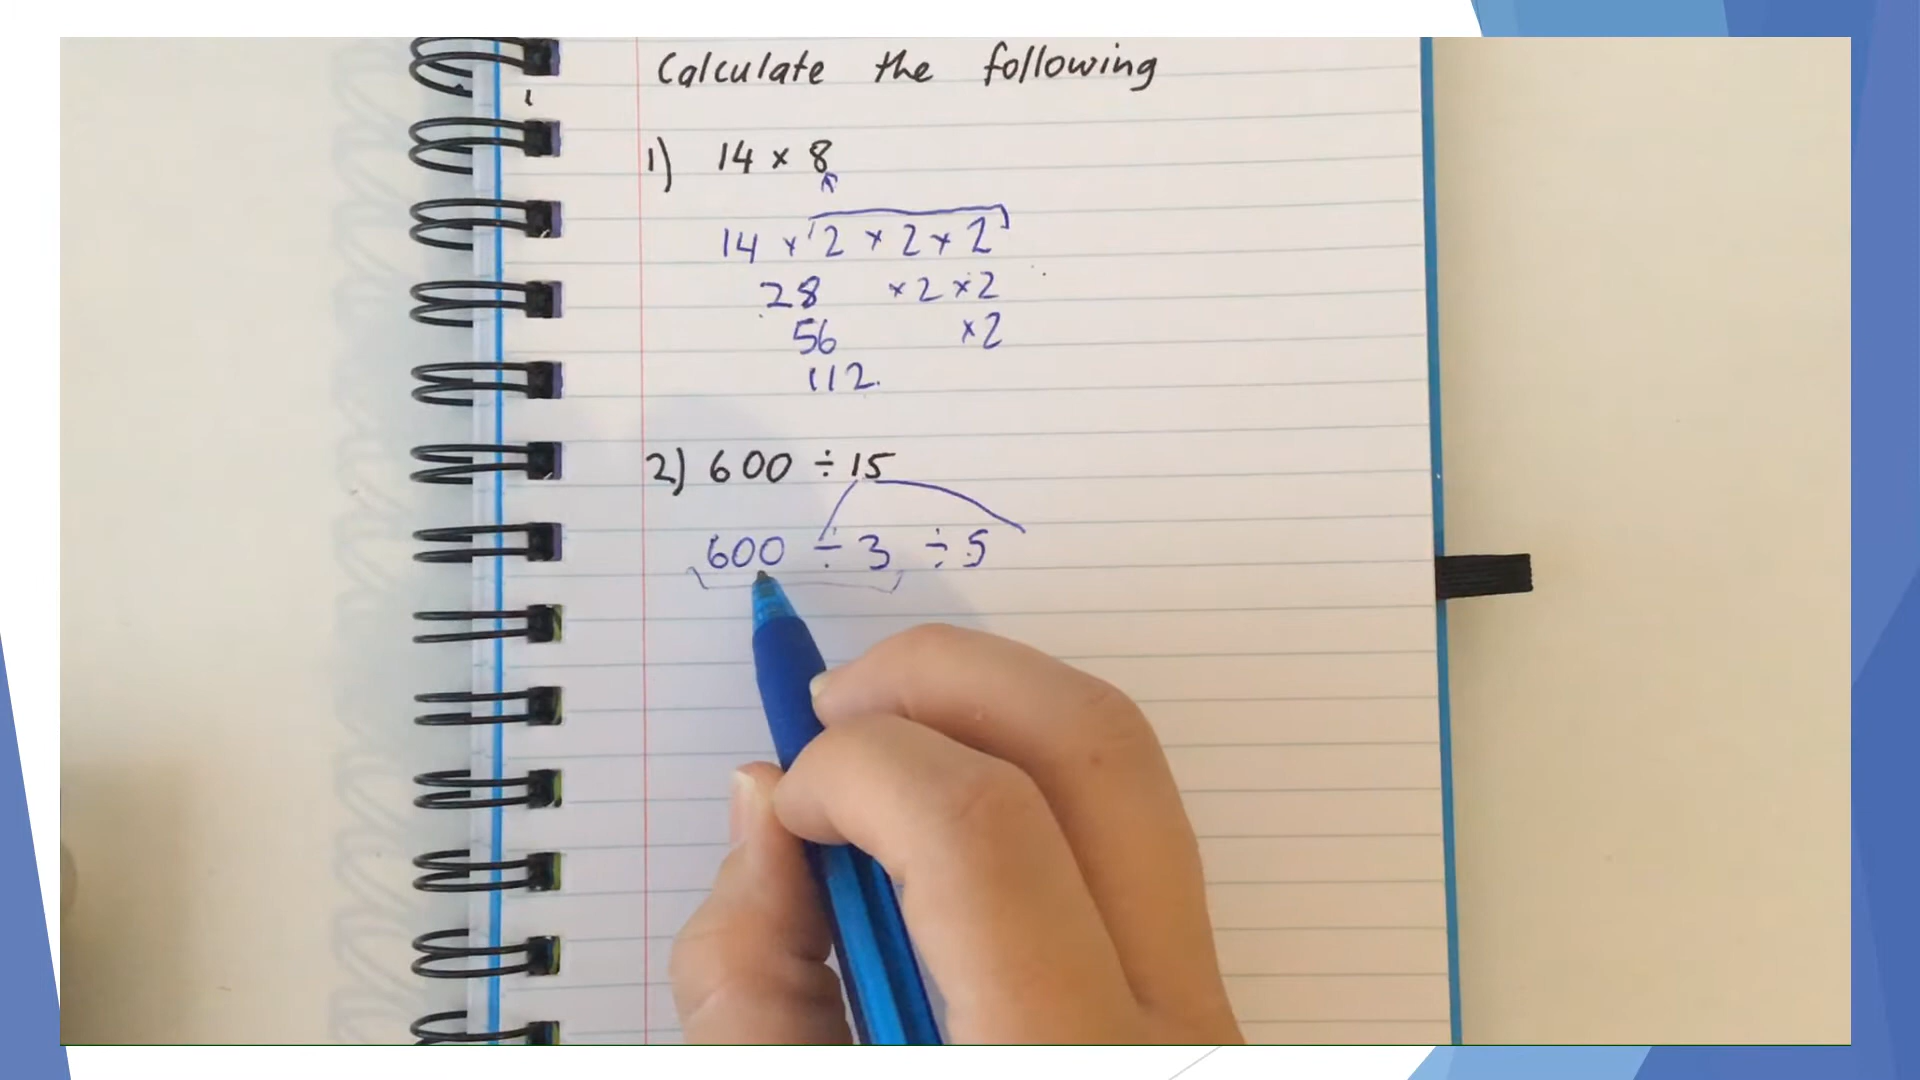 Calculate the following
1) 14 × 8
14 × 2 × 2 × 2
28 × 2 × 2
56 × 2
112.
2) 600 ÷ 15
600 ÷ 3 ÷ 5